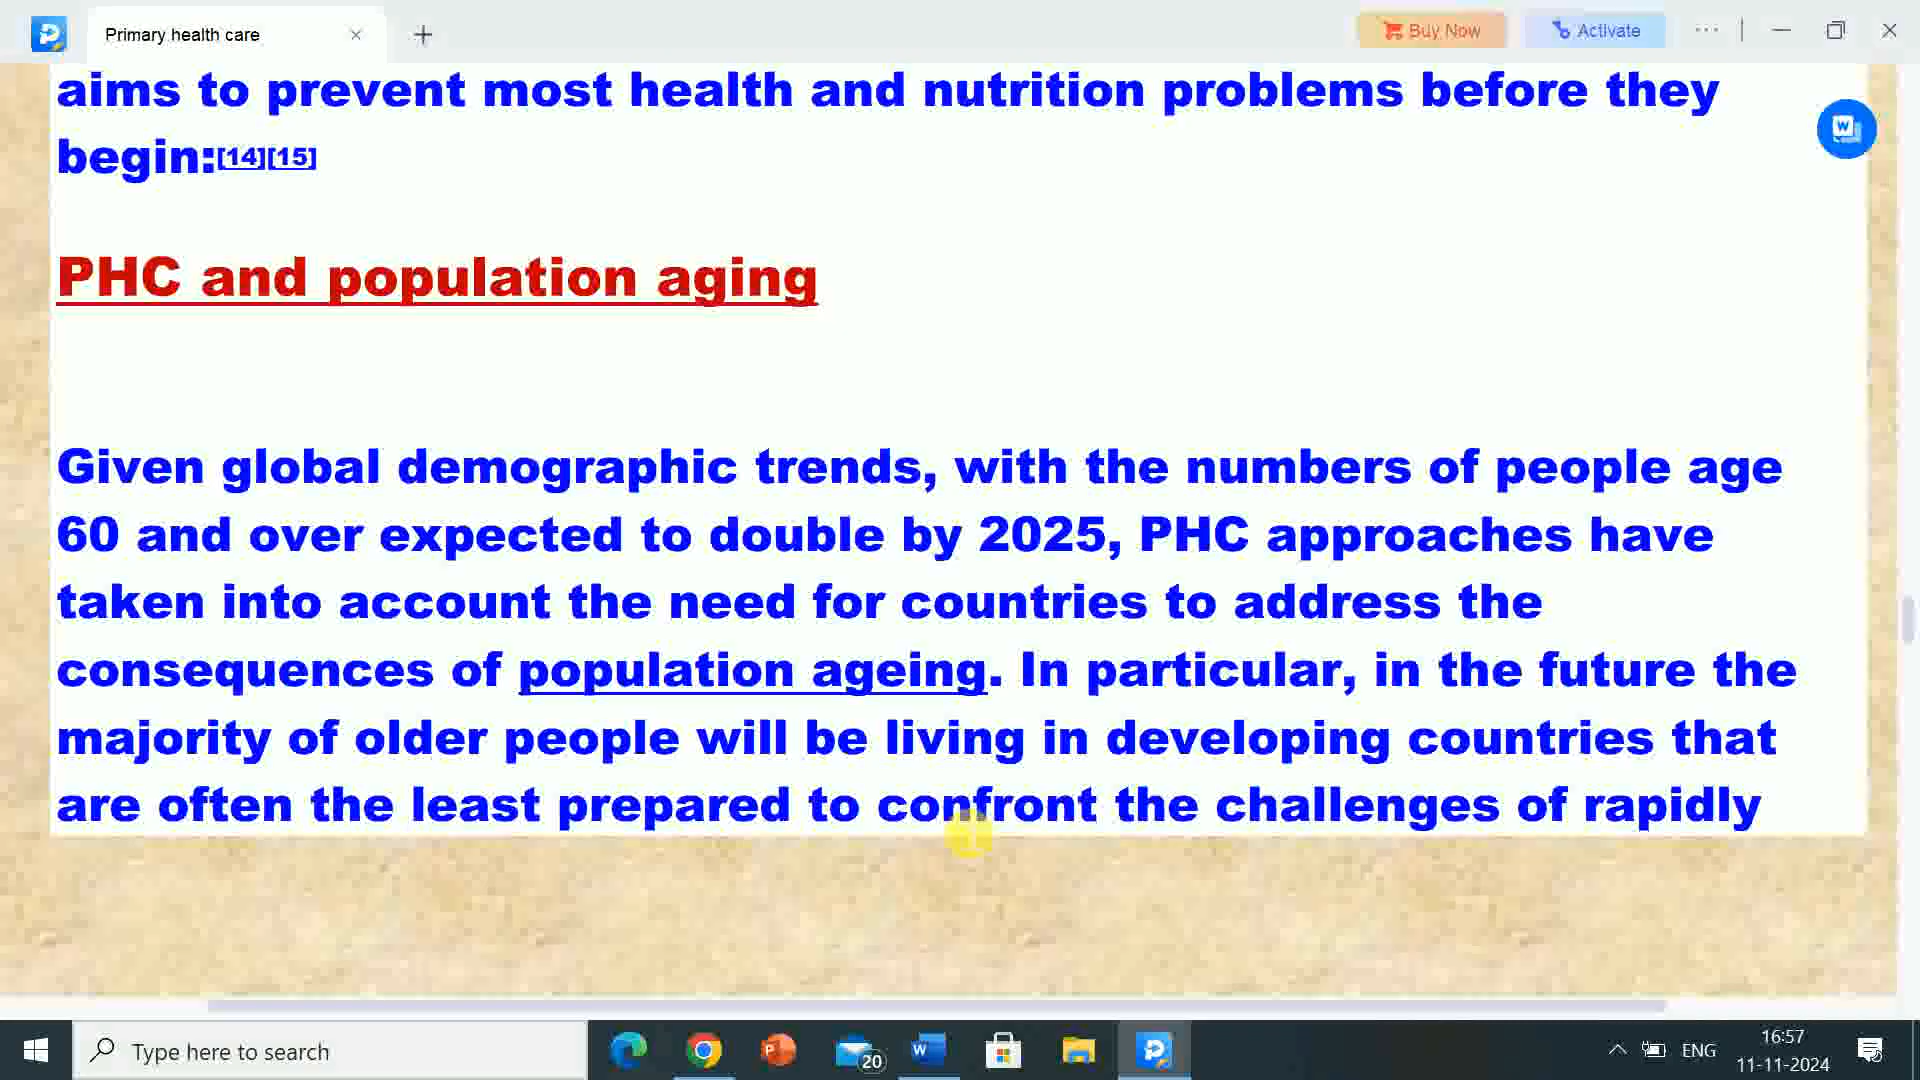 Primary health care
Buy Now
Activate
aims to prevent most health and nutrition problems before they
begin:[14][15]
PHC and population aging
Given global demographic trends, with the numbers of people age
60 and over expected to double by 2025, PHC approaches have
taken into account the need for countries to address the
consequences of population ageing. In particular, in the future the
majority of older people will be living in developing countries that
are often the least prepared to confront the challenges of rapidly
Type here to search
20
ENG
16:57
11-11-2024